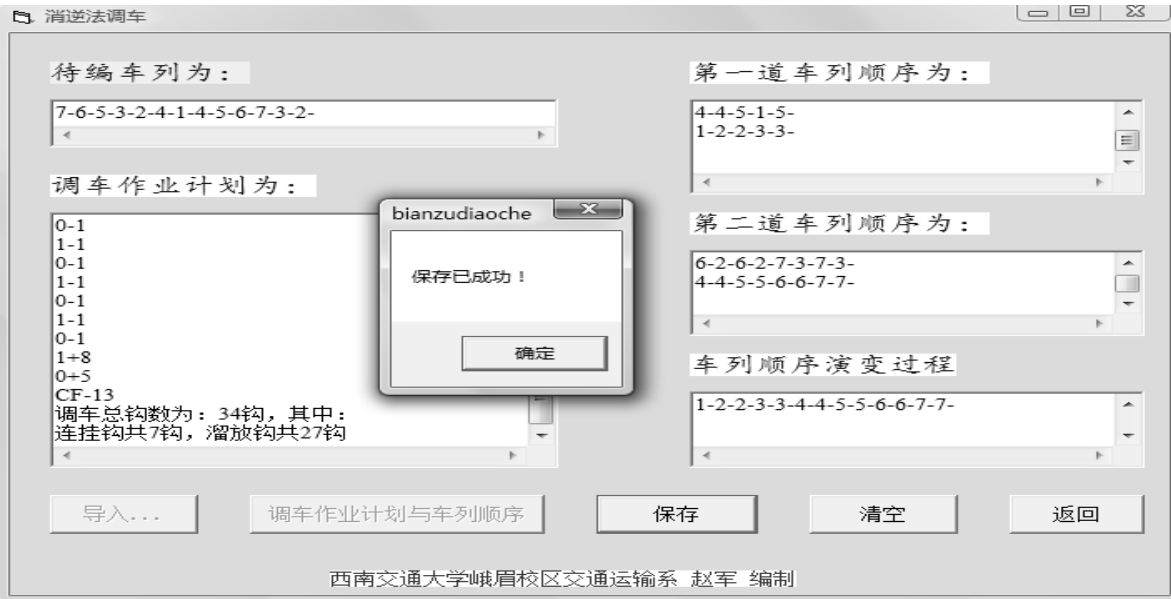 消逆法调车
待编车列为:
7-6-5-3-2-4-1-4-5-6-7-3-2-
调车作业计划为:
0-1
1-1
0-1
1-1
0-1
1-1
0-1
1+8
0+5
CF-13
调车总钩数为: 34钩, 其中:
连挂钩共7钩, 溜放钩共27钩
bianzudiaoche
保存已成功!
确定
第一道车列顺序为:
4-4-5-1-5-
1-2-2-3-3-
第二道车列顺序为:
6-2-6-2-7-3-7-3-
4-4-5-5-6-6-7-7-
车列顺序演变过程
1-2-2-3-3-4-4-5-5-6-6-7-7-
导入...
调车作业计划与车列顺序
保存
清空
返回
西南交通大学峨眉校区交通运输系 赵军 编制